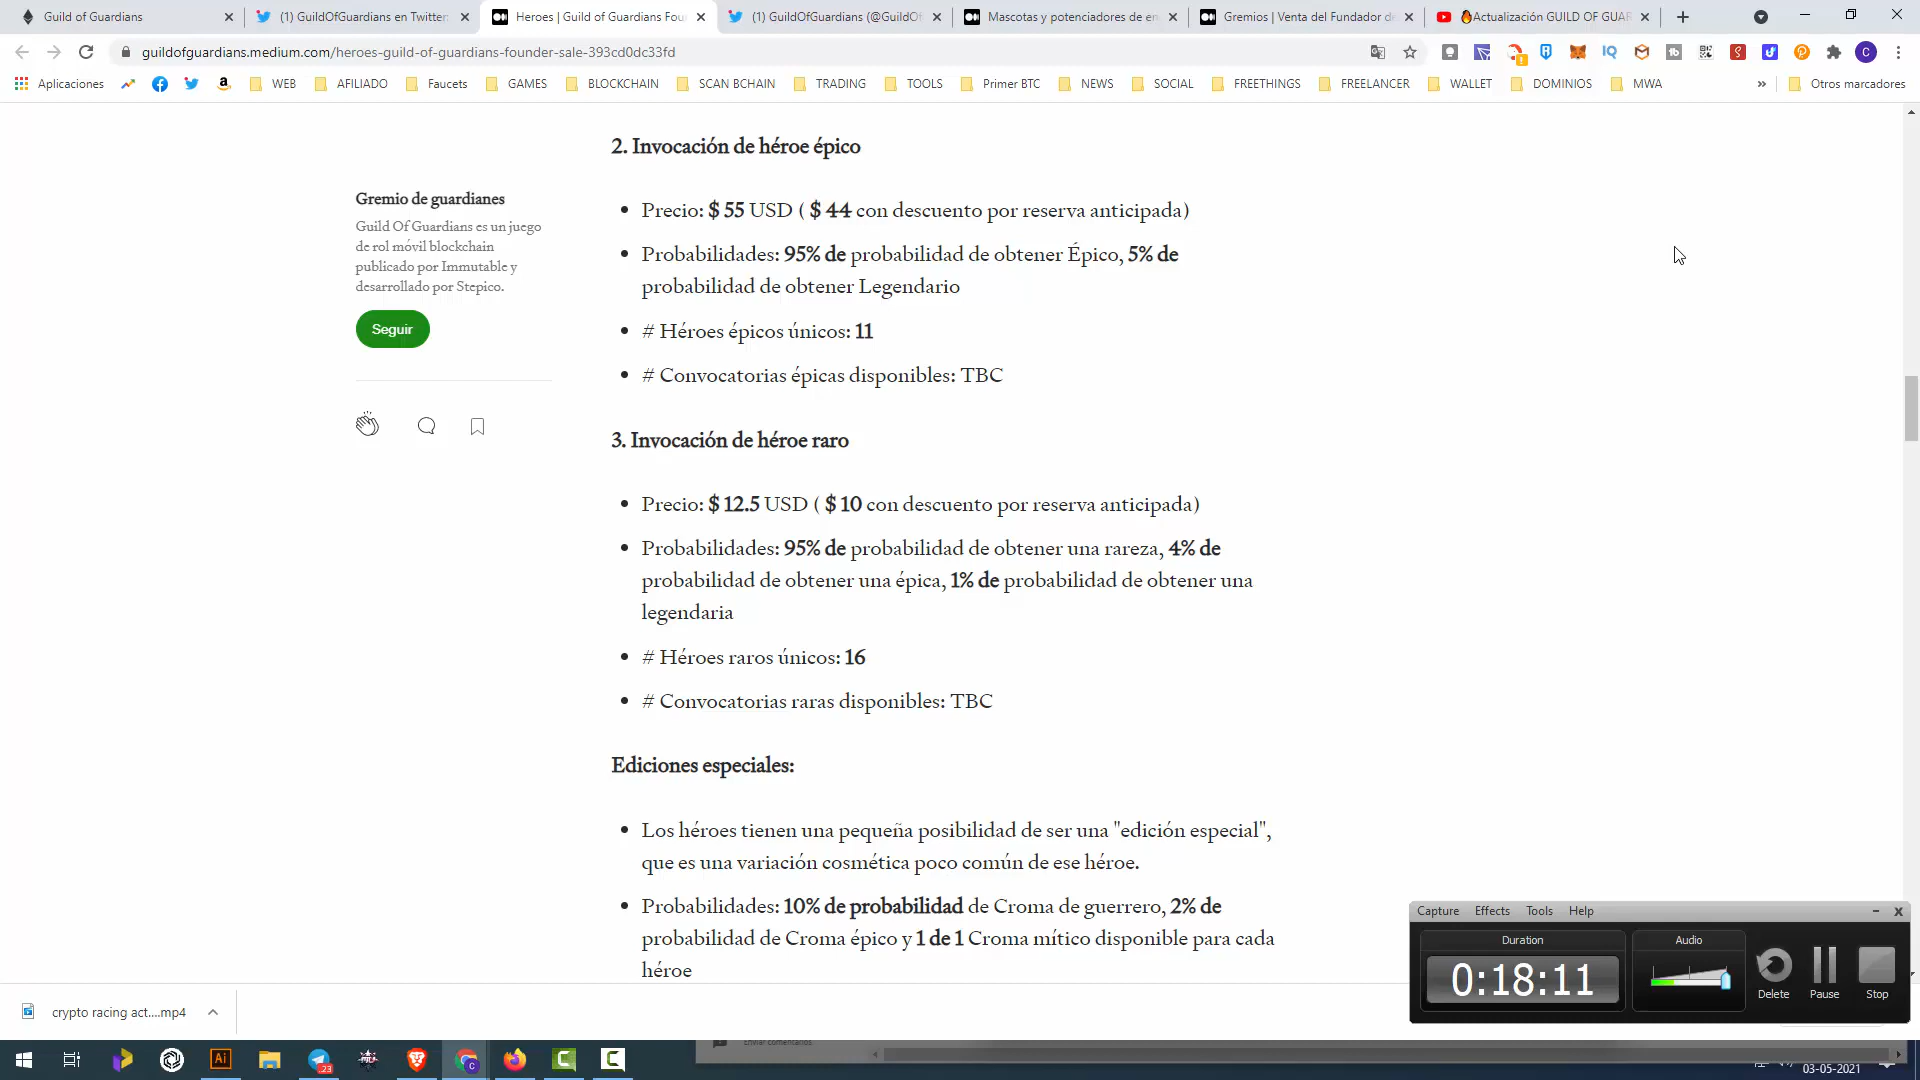 Guild of Guardians
(1) GuildOfGuardians en Twitter:
Heroes | Guild of Guardians Fou
(1) GuildOfGuardians (@GuildOf
Mascotas y potenciadores de en
Gremios | Venta del Fundador de
🔥Actualización GUILD OF GUAR
guildofguardians.medium.com/heroes-guild-of-guardians-founder-sale-393cd0dc33fd
Aplicaciones
WEB
AFILIADO
Faucets
GAMES
BLOCKCHAIN
SCAN BCHAIN
TRADING
TOOLS
Primer BTC
NEWS
SOCIAL
FREETHINGS
FREELANCER
WALLET
DOMINIOS
MWA
»
Otros marcadores
Gremio de guardianes
Guild Of Guardians es un juego
de rol móvil blockchain
publicado por Immutable y
desarrollado por Stepico.
Seguir
2. Invocación de héroe épico
• Precio: $ 55 USD ( $ 44 con descuento por reserva anticipada)
• Probabilidades: 95% de probabilidad de obtener Épico, 5% de
probabilidad de obtener Legendario
• # Héroes épicos únicos: 11
• # Convocatorias épicas disponibles: TBC
3. Invocación de héroe raro
• Precio: $ 12.5 USD ( $ 10 con descuento por reserva anticipada)
• Probabilidades: 95% de probabilidad de obtener una rareza, 4% de
probabilidad de obtener una épica, 1% de probabilidad de obtener una
legendaria
• # Héroes raros únicos: 16
• # Convocatorias raras disponibles: TBC
Ediciones especiales:
• Los héroes tienen una pequeña posibilidad de ser una "edición especial",
que es una variación cosmética poco común de ese héroe.
• Probabilidades: 10% de probabilidad de Croma de guerrero, 2% de
probabilidad de Croma épico y 1 de 1 Croma mítico disponible para cada
héroe
Capture Effects Tools Help
Duration
0:18:11
Audio
Delete
Pause
Stop
crypto racing act....mp4
Ai
23
Enviar comentarios
03-05-2021